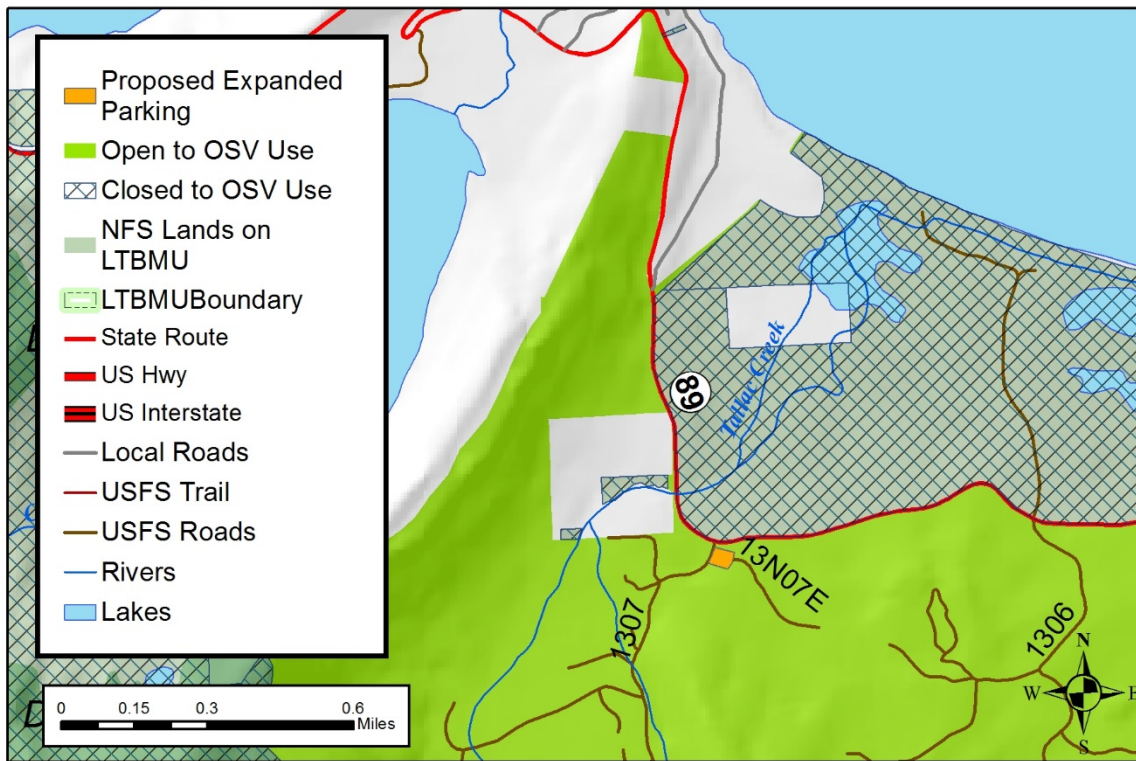 Proposed Expanded
Parking
Open to OSV Use
Closed to OSV Use
NFS Lands on
LTBMU
LTBMUBoundary
State Route
US Hwy
US Interstate
Local Roads
USFS Trail
USFS Roads
Rivers
Lakes
0 0.15 0.3 0.6
Miles
89
Tallac Creek
13N07E
1307
1306
N
W E
S
D